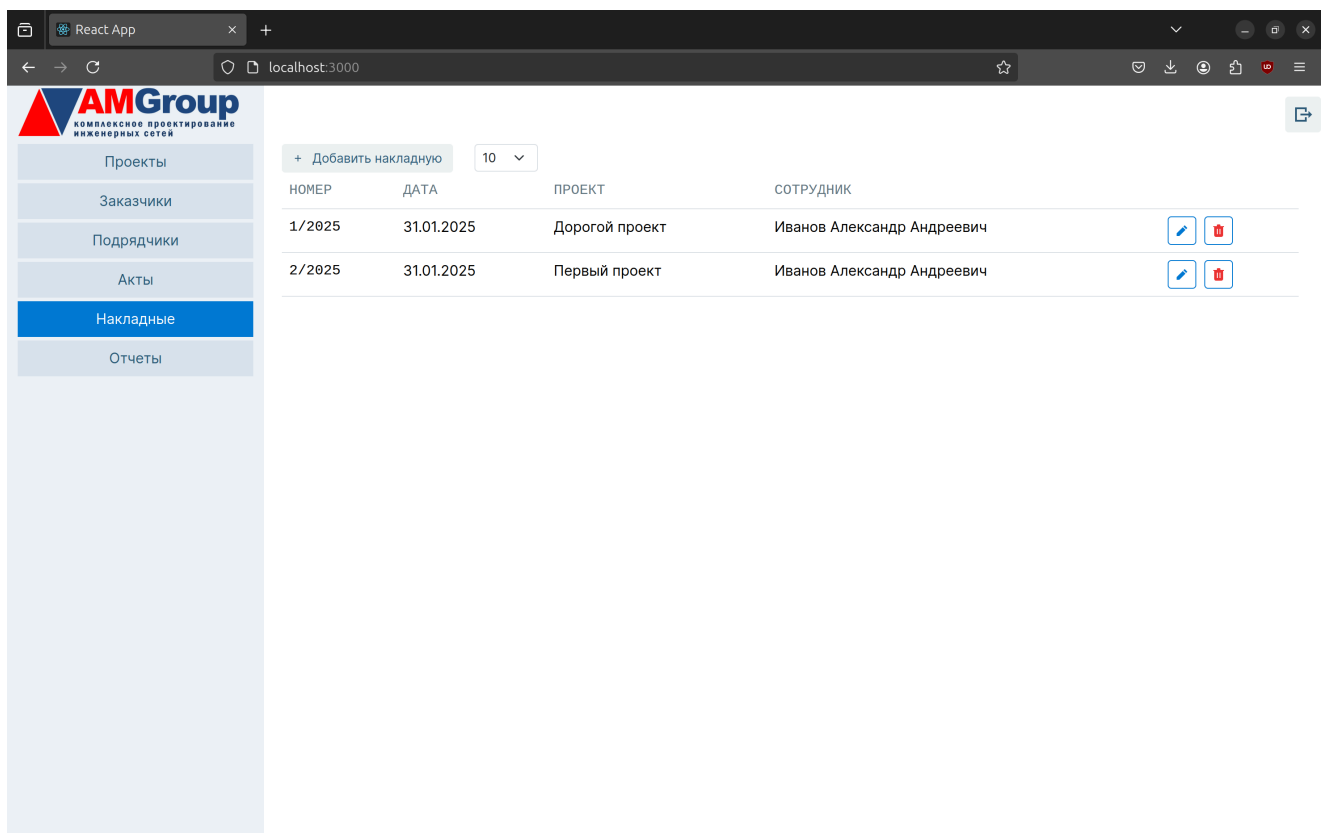 React App
localhost:3000
AMGroup
комплексное проектирование
инженерных сетей
Проекты
Заказчики
Подрядчики
Акты
Накладные
Отчеты
+ Добавить накладную 10
НОМЕР ДАТА ПРОЕКТ СОТРУДНИК
1/2025 31.01.2025 Дорогой проект Иванов Александр Андреевич
2/2025 31.01.2025 Первый проект Иванов Александр Андреевич